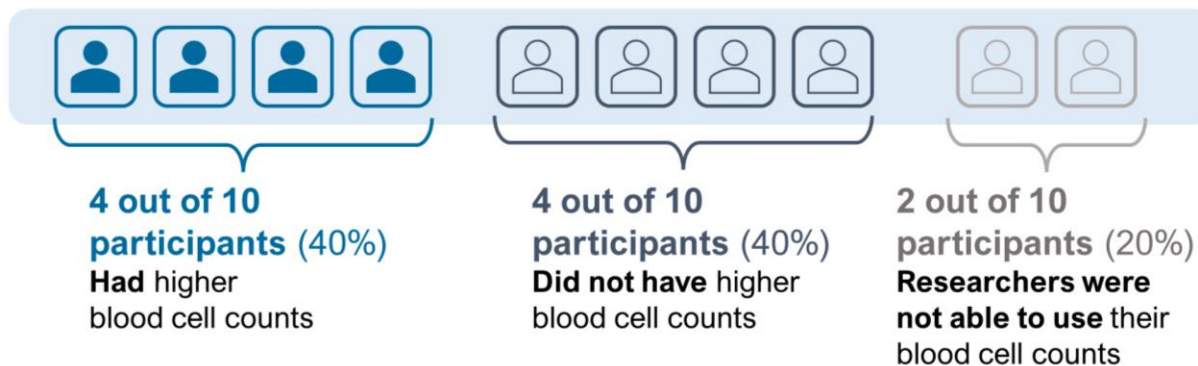 4 out of 10
participants (40%)
Had higher
blood cell counts
4 out of 10
participants (40%)
Did not have higher
blood cell counts
2 out of 10
participants (20%)
Researchers were
not able to use their
blood cell counts